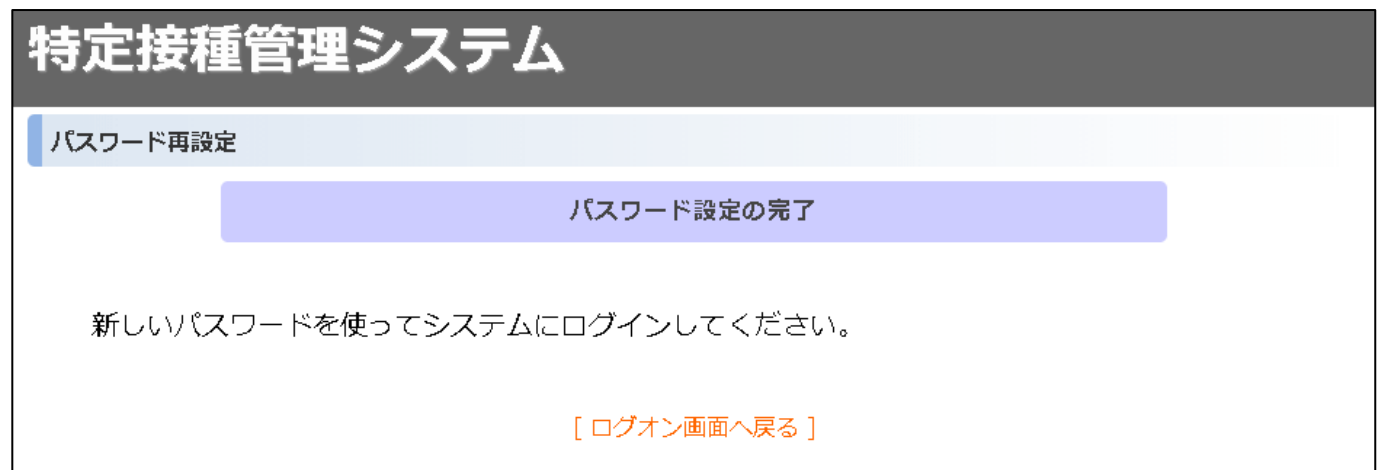 特定接種管理システム
パスワード再設定
パスワード設定の完了
新しいパスワードを使ってシステムにログインしてください。
[ ログオン画面へ戻る ]